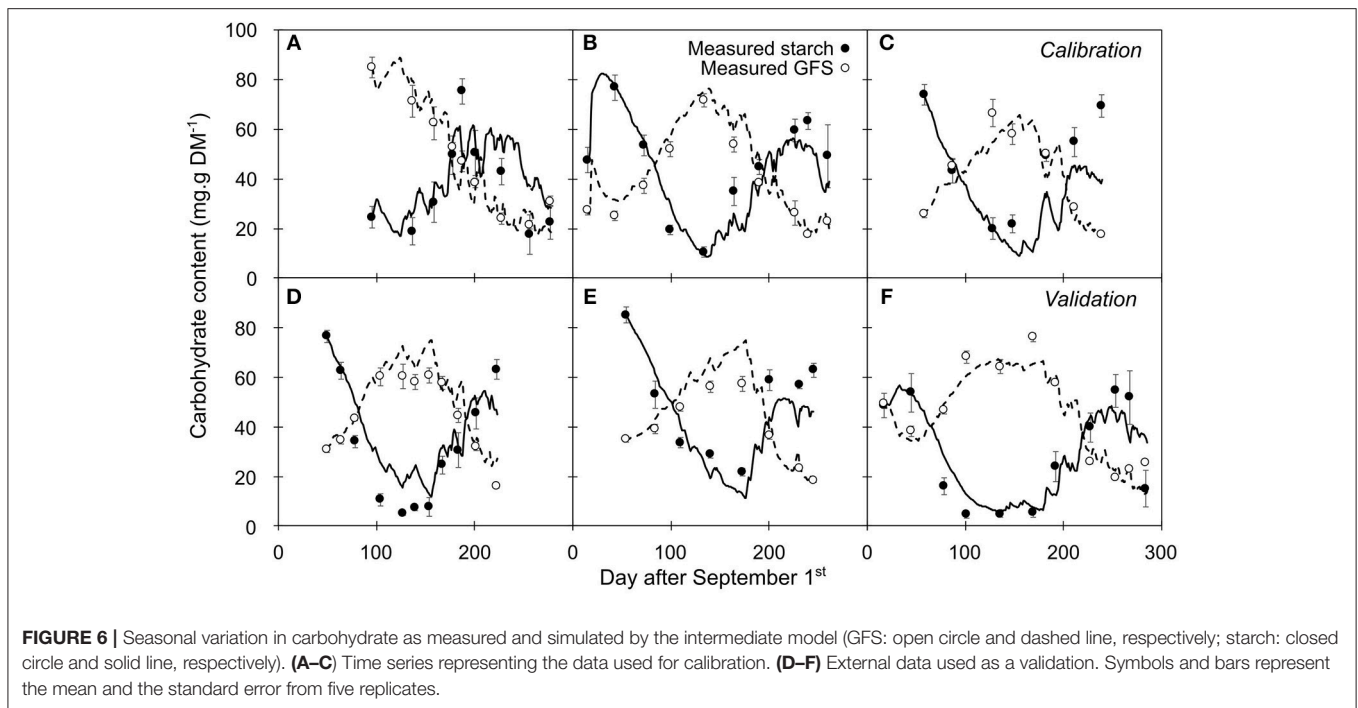 100
A
B
Measured starch ●
Measured GFS ○
C
Calibration
80
60
40
20
0
D
E
F
Validation
80
60
40
20
0
Carbohydrate content (mg.g DM-1)
0
100
200
0
100
200
0
100
200
300
Day after September 1st
FIGURE 6 | Seasonal variation in carbohydrate as measured and simulated by the intermediate model (GFS: open circle and dashed line, respectively; starch: closed
circle and solid line, respectively). (A–C) Time series representing the data used for calibration. (D–F) External data used as a validation. Symbols and bars represent
the mean and the standard error from five replicates.